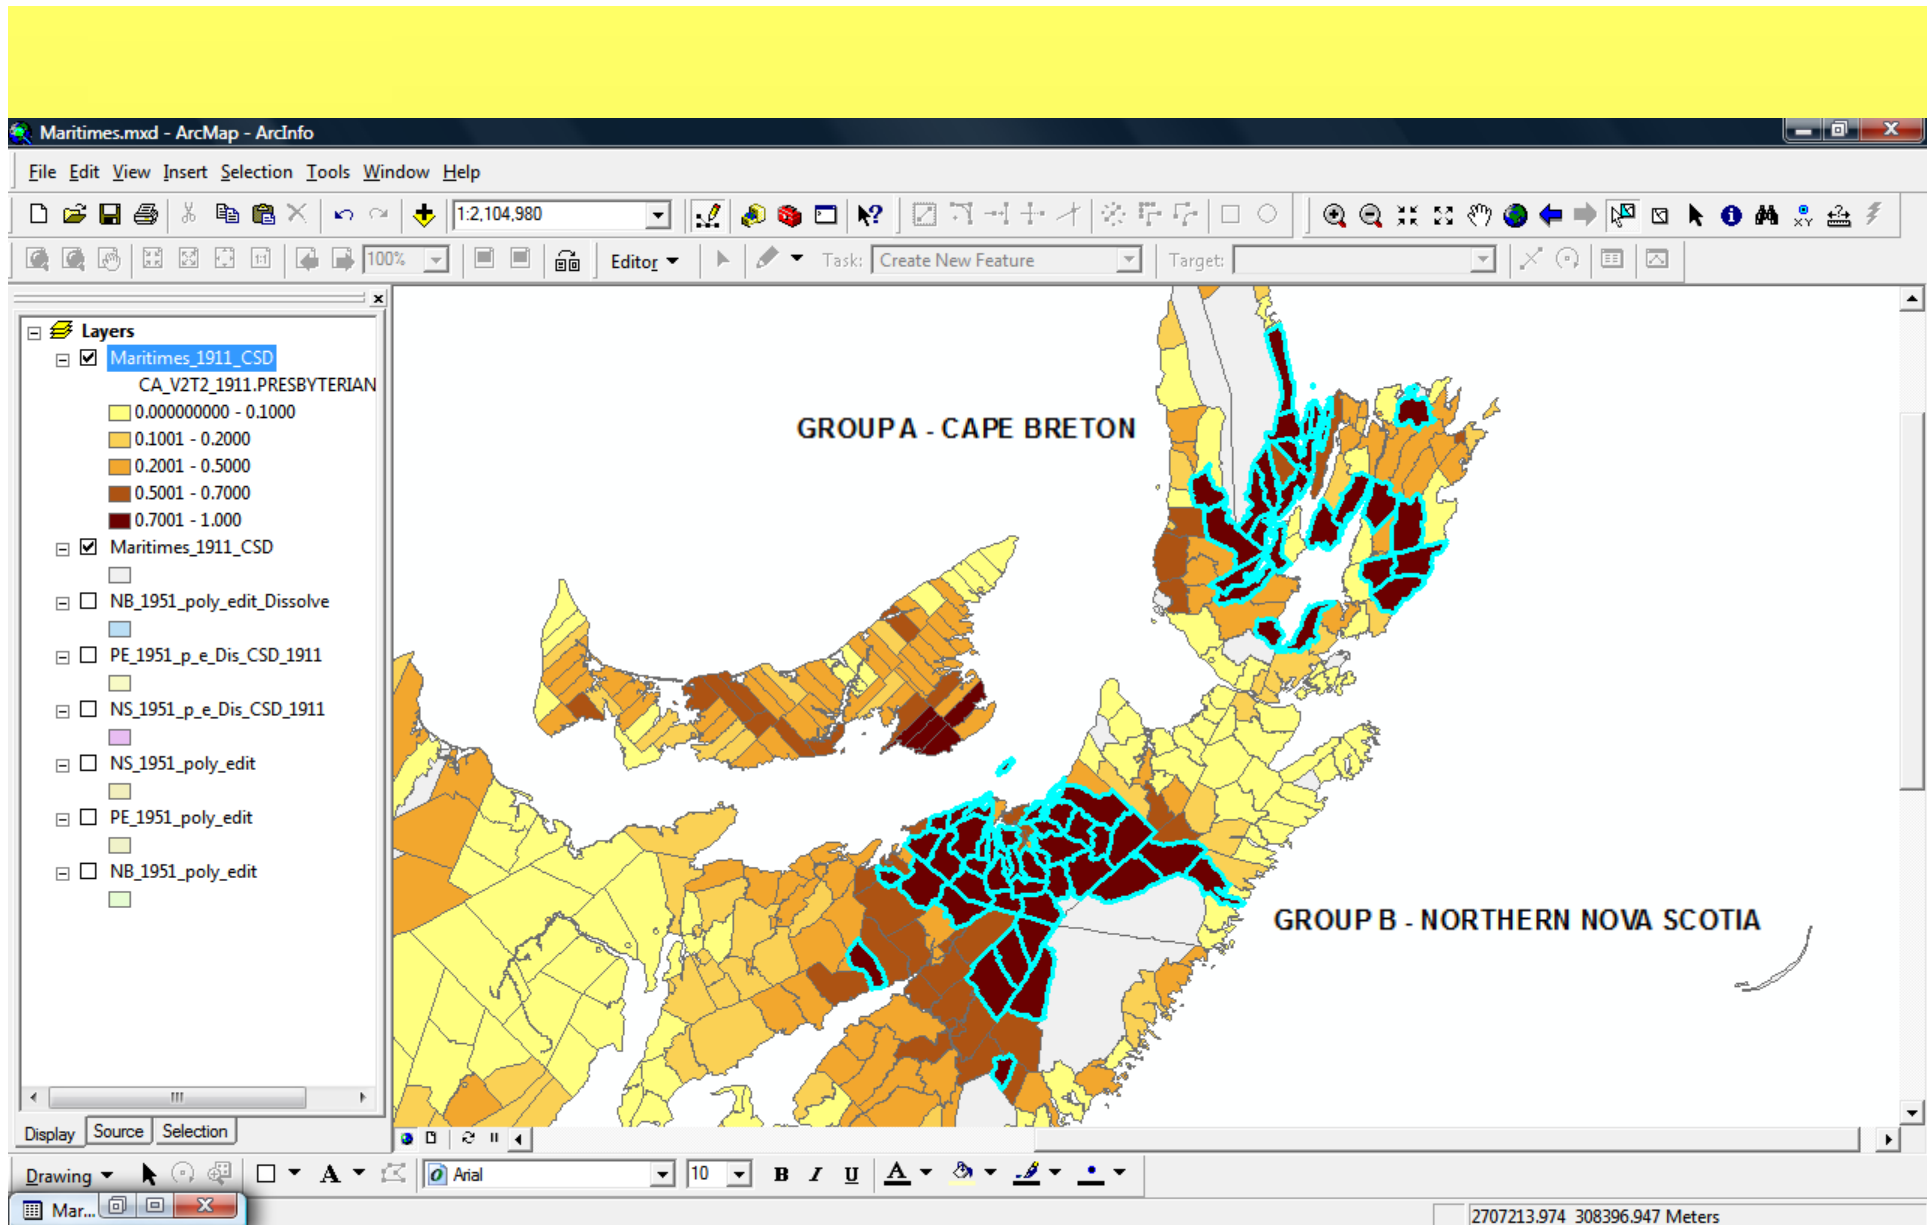 Maritimes.mxd - ArcMap - ArcInfo
File Edit View Insert Selection Tools Window Help
1:2,104,980
100% Editor Task: Create New Feature Target:
Layers
Maritimes_1911_CSD
CA_V2T2_1911.PRESBYTERIAN
0.000000000 - 0.1000
0.1001 - 0.2000
0.2001 - 0.5000
0.5001 - 0.7000
0.7001 - 1.000
Maritimes_1911_CSD
NB_1951_poly_edit_Dissolve
PE_1951_p_e_Dis_CSD_1911
NS_1951_p_e_Dis_CSD_1911
NS_1951_poly_edit
PE_1951_poly_edit
NB_1951_poly_edit
GROUP A - CAPE BRETON
GROUP B - NORTHERN NOVA SCOTIA
Display Source Selection
Drawing A Arial 10 B I U A
Mar...
2707213.974 308396.947 Meters